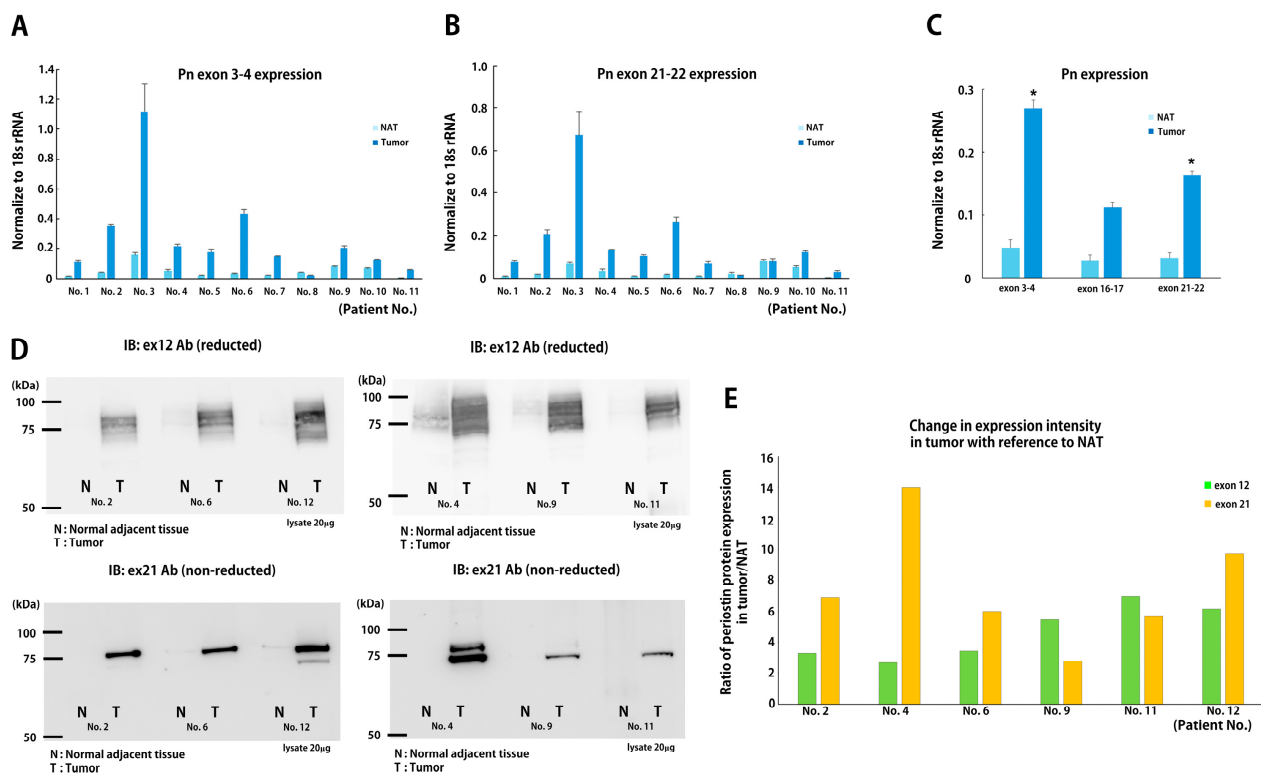 A
Pn exon 3-4 expression
Normalize to 18s rRNA
1.4
1.2
1.0
0.8
0.6
0.4
0.2
0
NAT
Tumor
No. 1 No. 2 No. 3 No. 4 No. 5 No. 6 No. 7 No. 8 No. 9 No. 10 No. 11
(Patient No.)
B
Pn exon 21-22 expression
Normalize to 18s rRNA
1.0
0.8
0.6
0.4
0.2
0
NAT
Tumor
No. 1 No. 2 No. 3 No. 4 No. 5 No. 6 No. 7 No. 8 No. 9 No. 10 No. 11
(Patient No.)
C
Pn expression
Normalize to 18s rRNA
0.3
0.2
0.1
0
* *
NAT
Tumor
exon 3-4 exon 16-17 exon 21-22
D
IB: ex12 Ab (reducted)
(kDa)
100
75
50
N T N T N T
No. 2 No. 6 No. 12
lysate 20μg
N : Normal adjacent tissue
T : Tumor
IB: ex12 Ab (reducted)
(kDa)
100
75
50
N T N T N T
No. 4 No.9 No. 11
lysate 20μg
N : Normal adjacent tissue
T : Tumor
IB: ex21 Ab (non-reducted)
(kDa)
100
75
50
N T N T N T
No. 2 No. 6 No. 12
lysate 20μg
N : Normal adjacent tissue
T : Tumor
IB: ex21 Ab (non-reducted)
(kDa)
100
75
50
N T N T N T
No. 4 No. 9 No. 11
lysate 20μg
N : Normal adjacent tissue
T : Tumor
E
Change in expression intensity
in tumor with reference to NAT
Ratio of periostin protein expression
in tumor/NAT
16
14
12
10
8
6
4
2
0
exon 12
exon 21
No. 2 No. 4 No. 6 No. 9 No. 11 No. 12
(Patient No.)